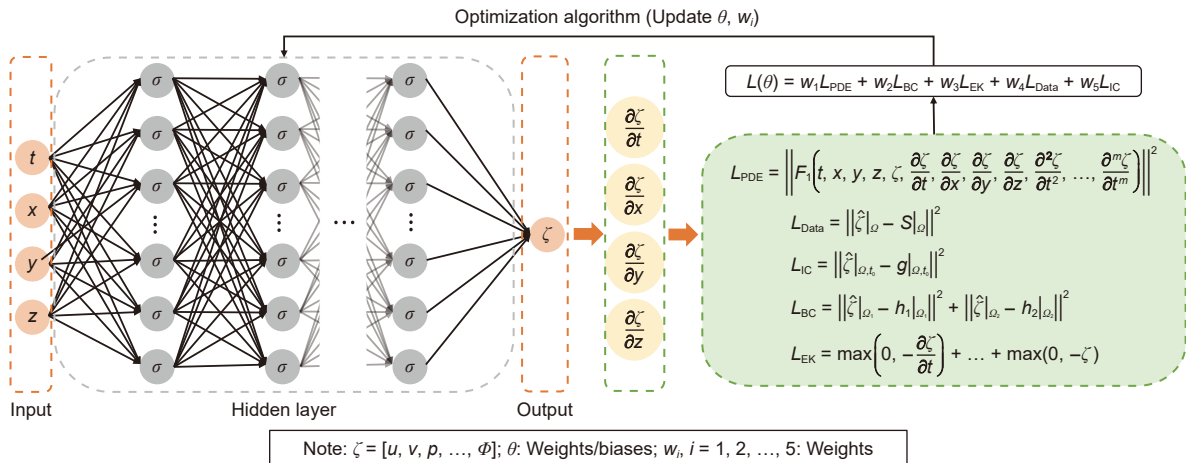 Optimization algorithm (Update θ, wᵢ)
L(θ) = w₁L_PDE + w₂L_BC + w₃L_EK + w₄L_Data + w₅L_IC
t
x
y
z
σ σ σ
σ σ σ
σ σ σ
⋮ ⋮ … ⋮
σ σ σ
σ σ σ
σ σ σ
ζ
∂ζ/∂t
∂ζ/∂x
∂ζ/∂y
∂ζ/∂z
L_PDE = ||F₁(t, x, y, z, ζ, ∂ζ/∂t, ∂ζ/∂x, ∂ζ/∂y, ∂ζ/∂z, ∂²ζ/∂t², …, ∂ᵐζ/∂tᵐ)||²
L_Data = ||ζ̂|_Ω − S|_Ω||²
L_IC = ||ζ̂|_Ω,t₀ − g|_Ω,t₀||²
L_BC = ||ζ̂|_Ω₁ − h₁|_Ω₁||² + ||ζ̂|_Ω₂ − h₂|_Ω₂||²
L_EK = max(0, −∂ζ/∂t) + … + max(0, −ζ)
Input
Hidden layer
Output
Note: ζ = [u, v, p, …, Φ]; θ: Weights/biases; wᵢ, i = 1, 2, …, 5: Weights